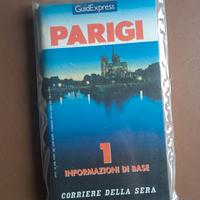 GuidExpress
PARIGI
1
INFORMAZIONI DI BASE
CORRIERE DELLA SERA